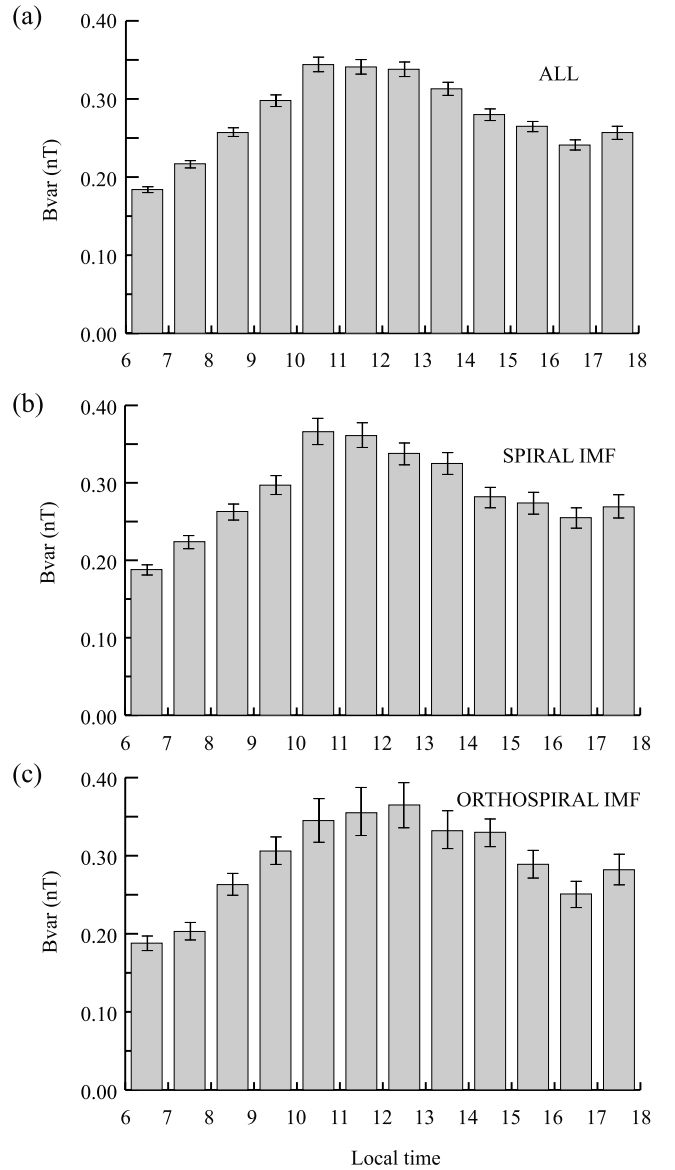 (a)
0.40
ALL
0.30
Bvar (nT)
0.20
0.10
0.00
6 7 8 9 10 11 12 13 14 15 16 17 18
(b)
0.40
SPIRAL IMF
0.30
Bvar (nT)
0.20
0.10
0.00
6 7 8 9 10 11 12 13 14 15 16 17 18
(c)
0.40
ORTHOSPIRAL IMF
0.30
Bvar (nT)
0.20
0.10
0.00
6 7 8 9 10 11 12 13 14 15 16 17 18
Local time